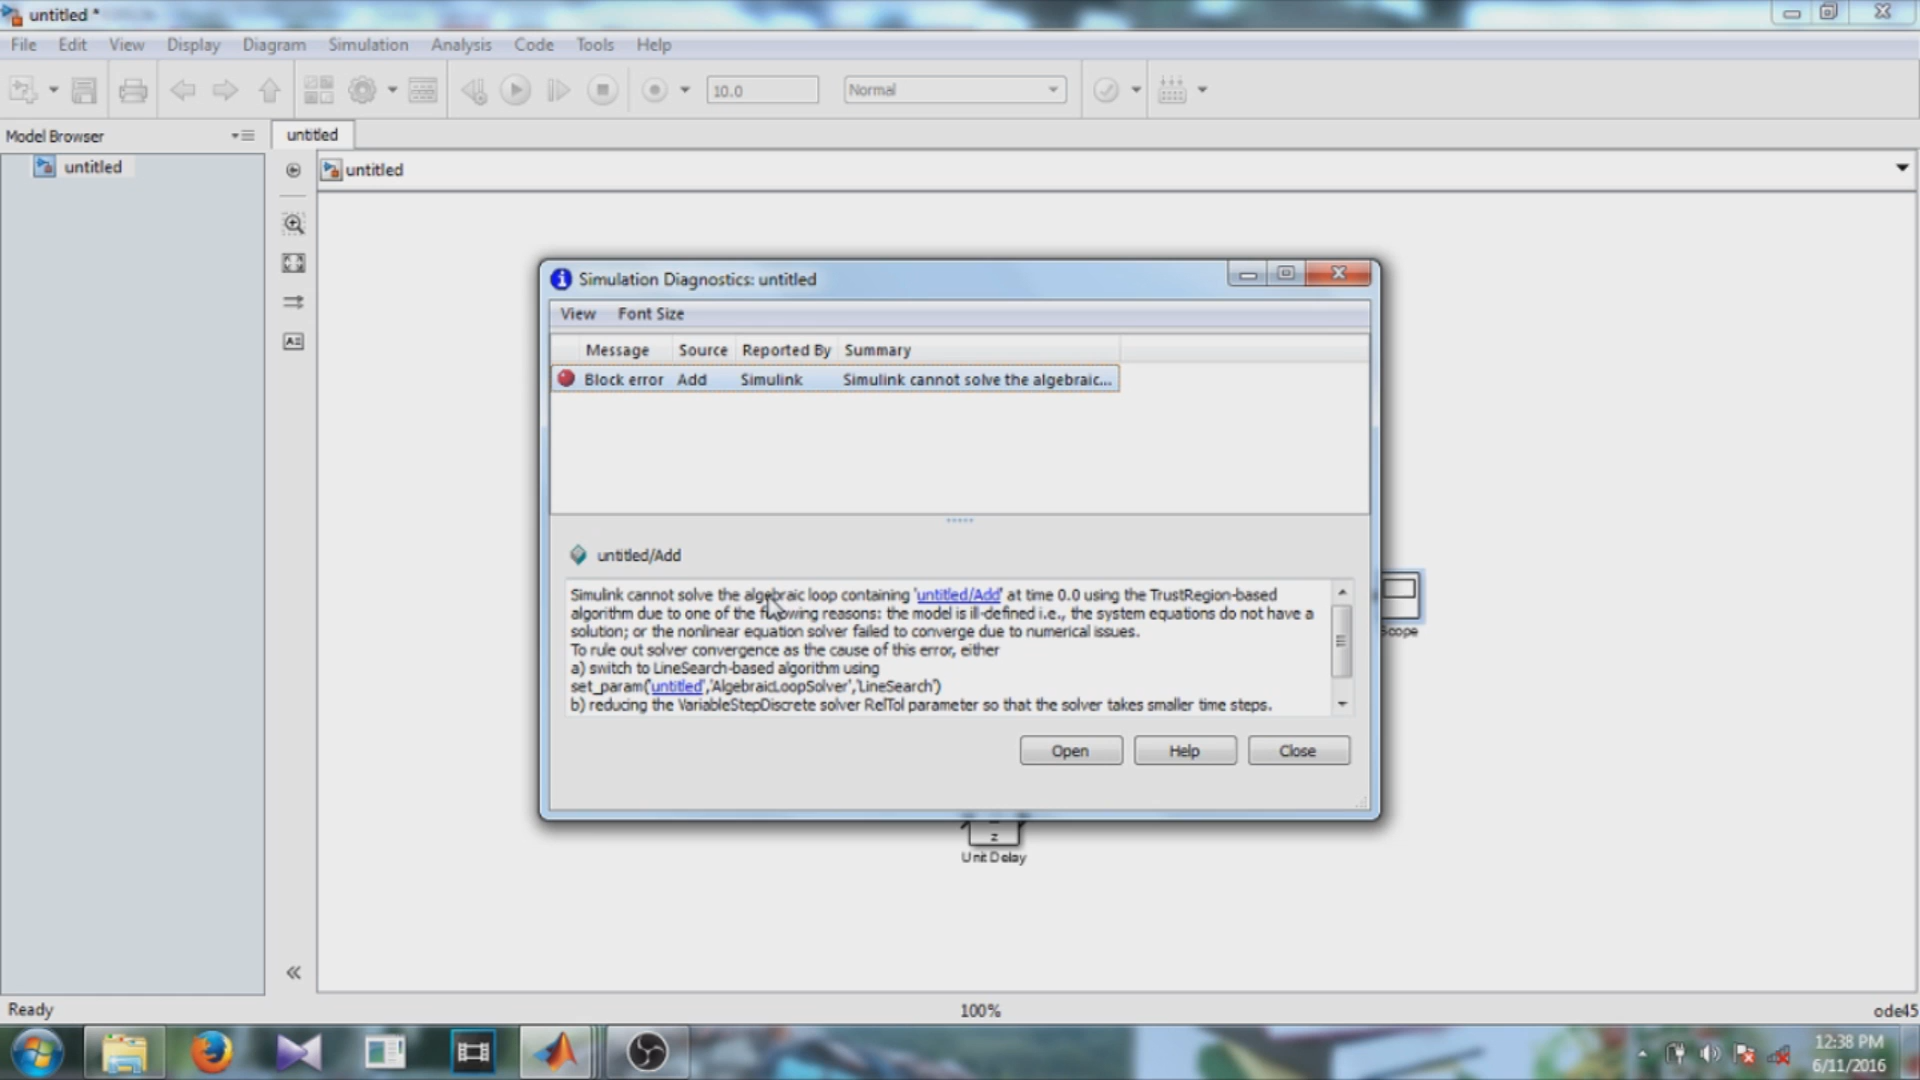 untitled *
File Edit View Display Diagram Simulation Analysis Code Tools Help
10.0
Normal
Model Browser
untitled
untitled
untitled
Simulation Diagnostics: untitled
View Font Size
Message Source Reported By Summary
Block error Add Simulink Simulink cannot solve the algebraic...
untitled/Add
Simulink cannot solve the algebraic loop containing 'untitled/Add' at time 0.0 using the TrustRegion-based
algorithm due to one of the following reasons: the model is ill-defined i.e., the system equations do not have a
solution; or the nonlinear equation solver failed to converge due to numerical issues.
To rule out solver convergence as the cause of this error, either
a) switch to LineSearch-based algorithm using
set_param('untitled','AlgebraicLoopSolver','LineSearch')
b) reducing the VariableStepDiscrete solver RelTol parameter so that the solver takes smaller time steps.
Open Help Close
Scope
z
Unit Delay
Ready
100%
ode45
12:38 PM
6/11/2016